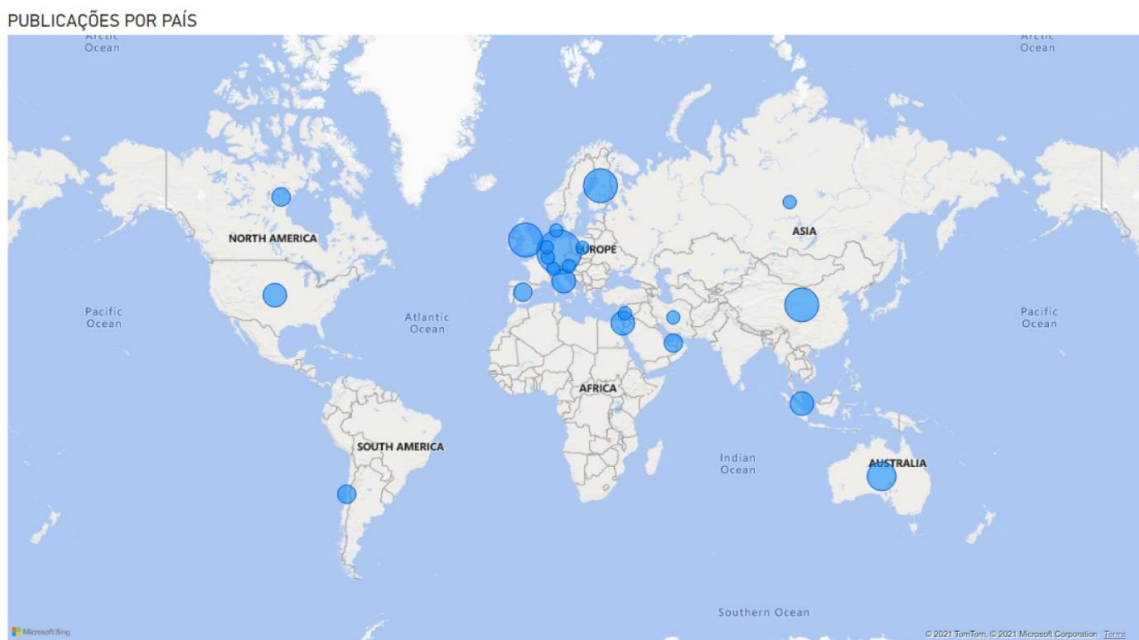 PUBLICAÇÕES POR PAÍS
Arctic
Ocean
Arctic
Ocean
NORTH AMERICA
EUROPE
ASIA
Pacific
Ocean
Atlantic
Ocean
Pacific
Ocean
AFRICA
SOUTH AMERICA
Indian
Ocean
AUSTRALIA
Southern Ocean
Microsoft Bing
© 2021 TomTom, © 2021 Microsoft Corporation Terms